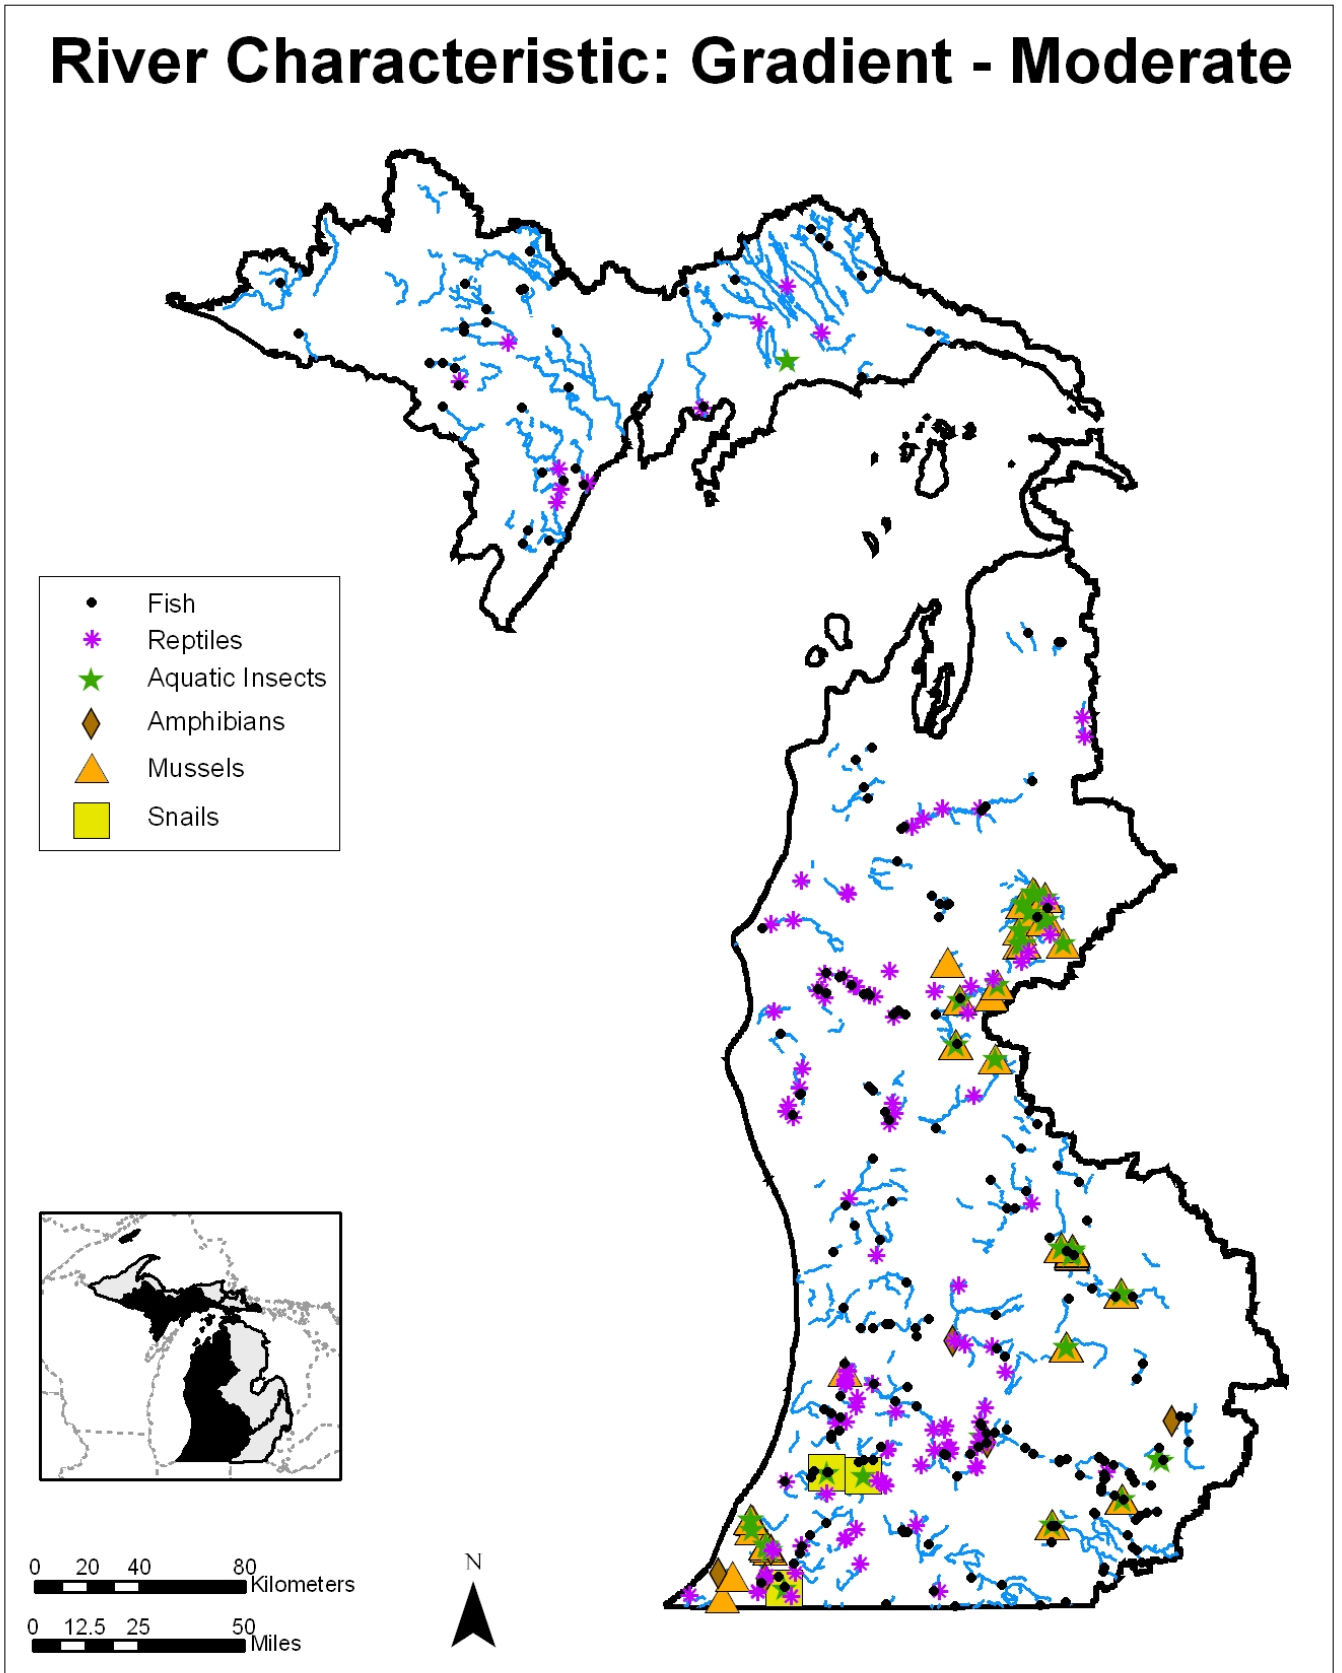 River Characteristic: Gradient - Moderate
Fish
Reptiles
Aquatic Insects
Amphibians
Mussels
Snails
0 20 40 80
Kilometers
0 12.5 25 50
Miles
N